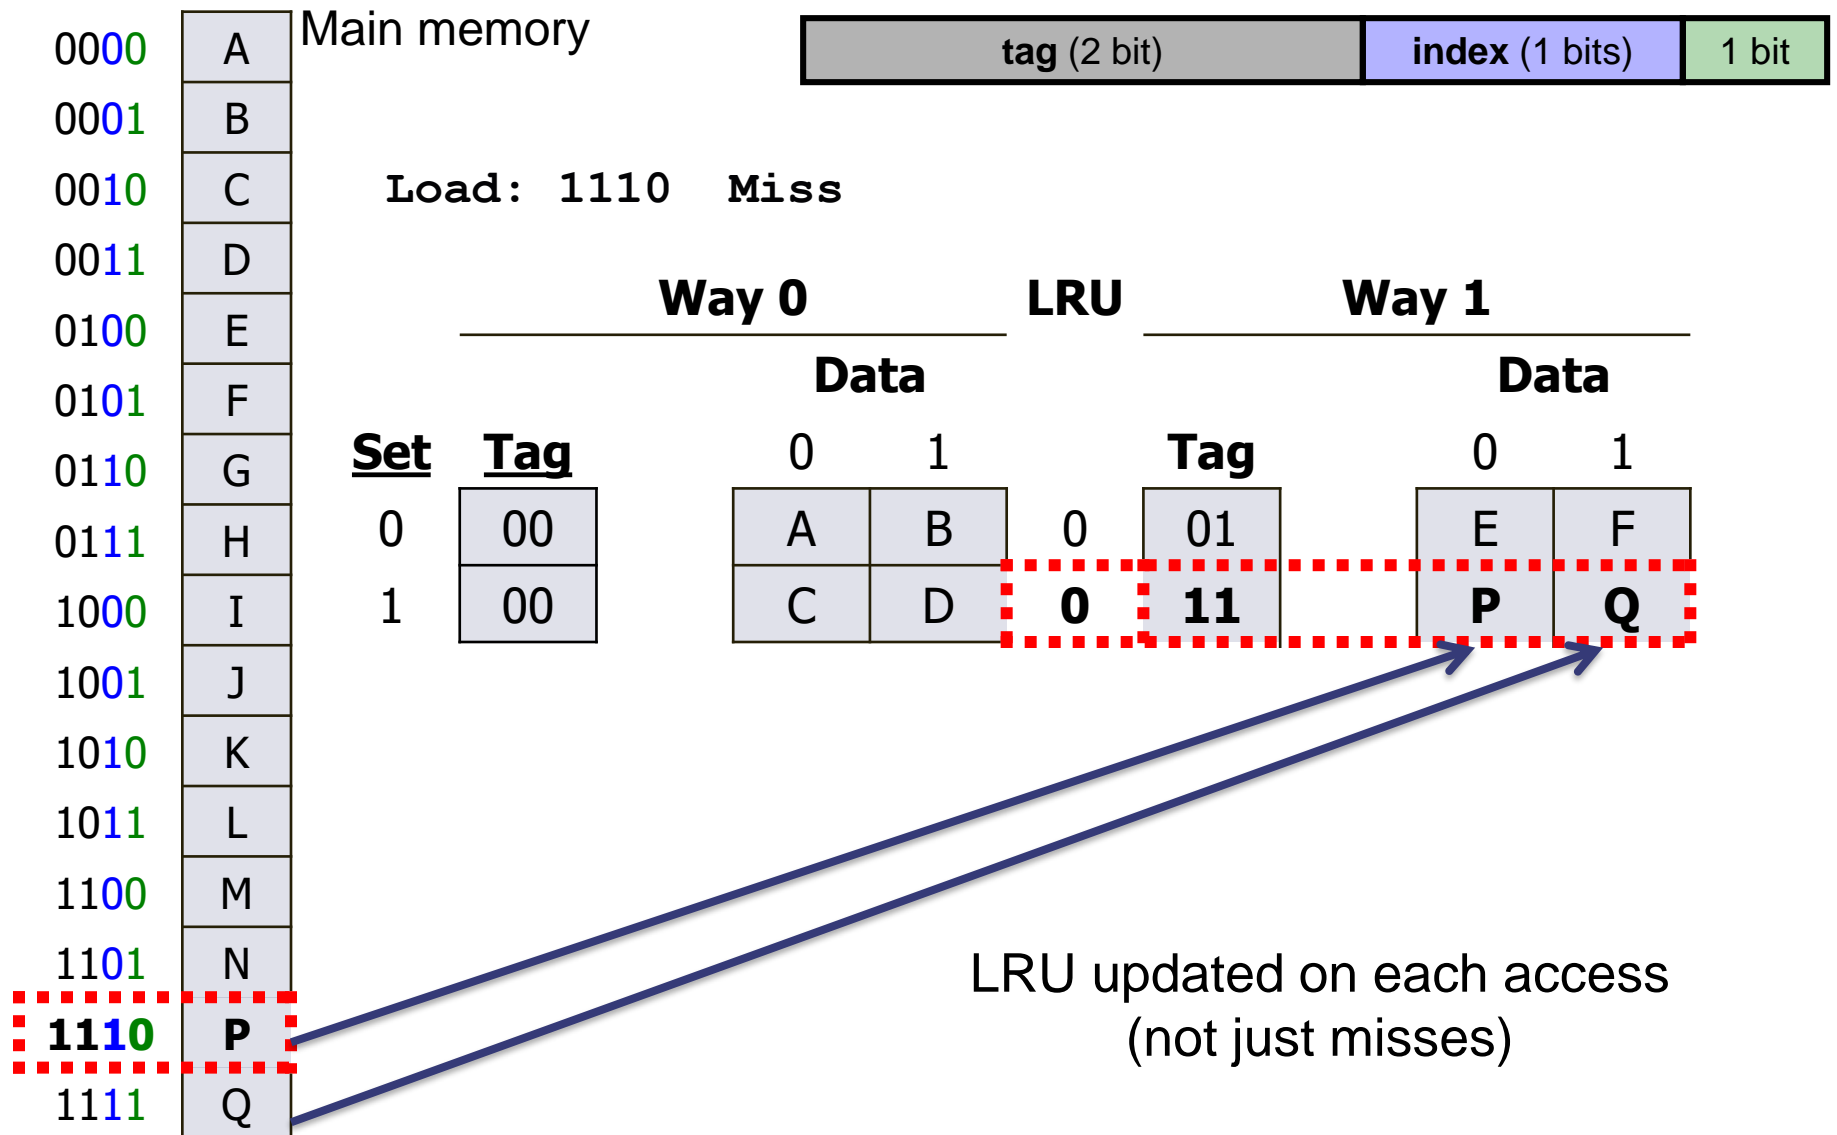 Main memory
tag (2 bit) index (1 bits) 1 bit
0000 A
0001 B
0010 C
0011 D
0100 E
0101 F
0110 G
0111 H
1000 I
1001 J
1010 K
1011 L
1100 M
1101 N
1110 P
1111 Q
Load: 1110 Miss
Way 0 LRU Way 1
Data Data
Set Tag 0 1 Tag 0 1
0 00 A B 0 01 E F
1 00 C D 0 11 P Q
LRU updated on each access
(not just misses)